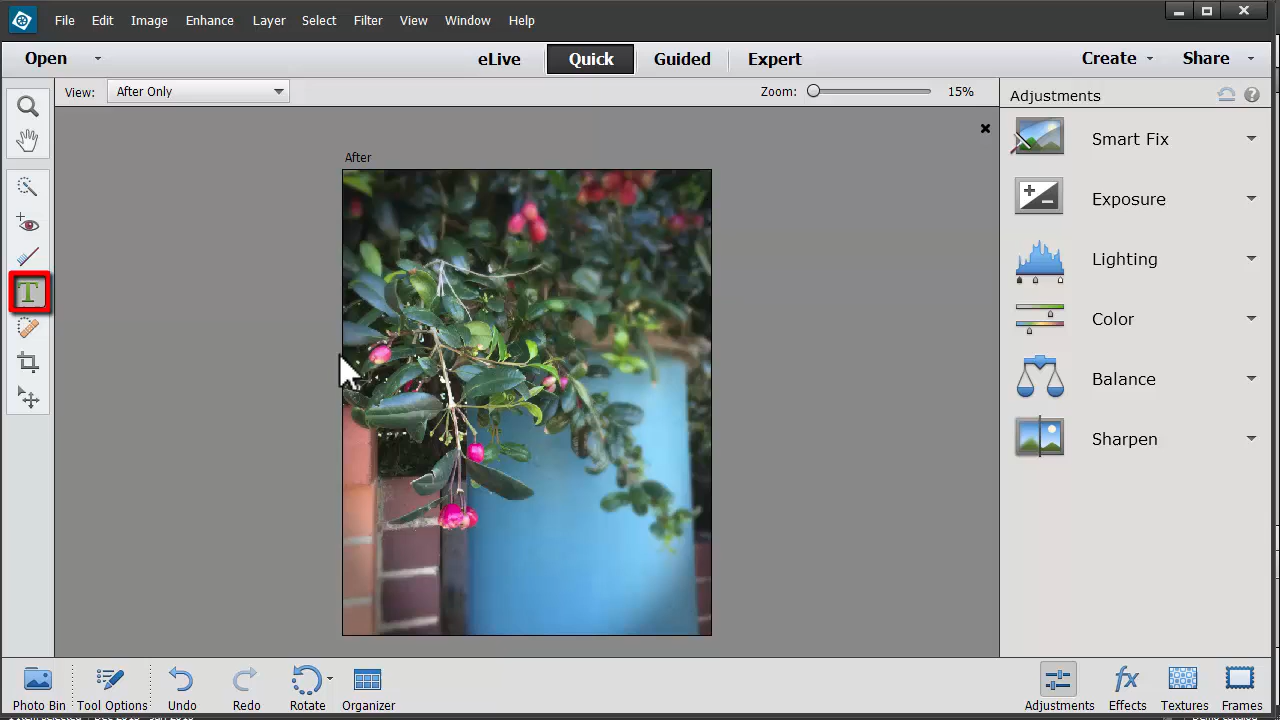 File Edit Image Enhance Layer Select Filter View Window Help
Open eLive Quick Guided Expert Create Share
View: After Only Zoom: 15% Adjustments
After
Smart Fix
Exposure
Lighting
T
Color
Balance
Sharpen
Photo Bin Tool Options Undo Redo Rotate Organizer Adjustments fx Effects Textures Frames